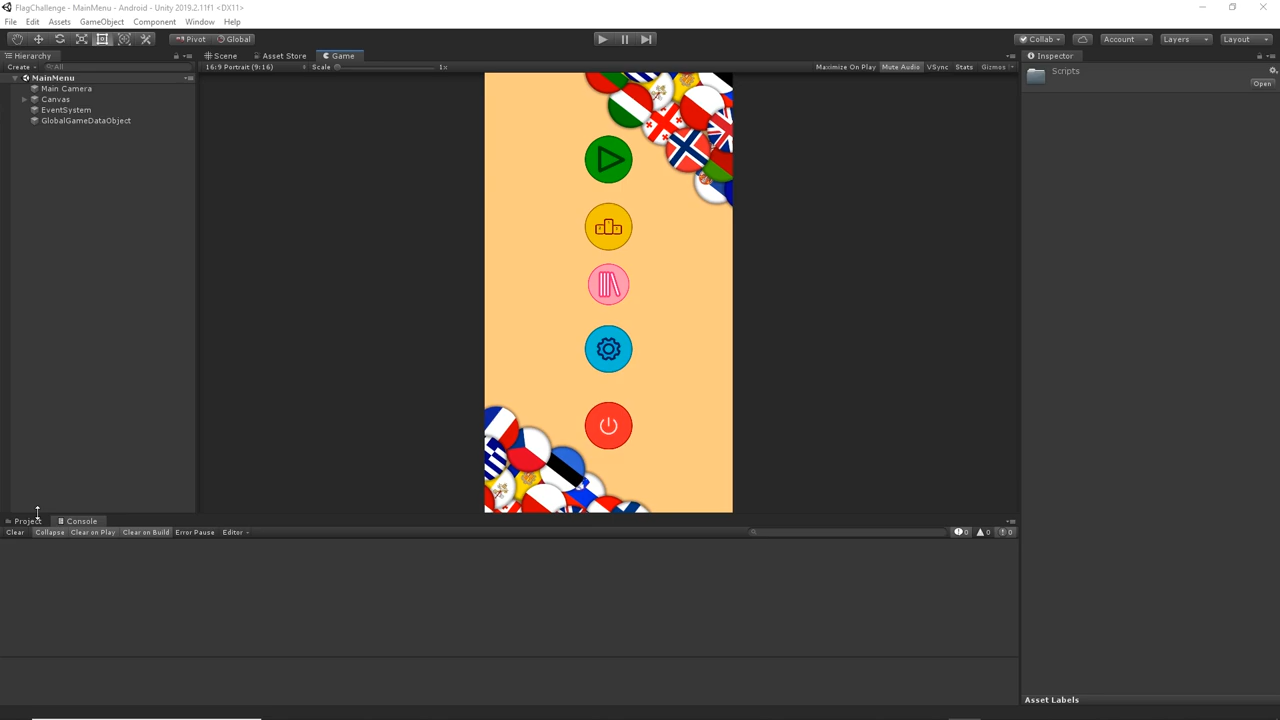 FlagChallenge - MainMenu - Android - Unity 2019.2.11f1 <DX11>
File Edit Assets GameObject Component Window Help
Pivot Global Collab Account Layers Layout
Hierarchy Scene Asset Store Game Inspector
Create All 16:9 Portrait (9:16) Scale 1x Maximize On Play Mute Audio VSync Stats Gizmos Scripts
MainMenu Open
Main Camera
Canvas
EventSystem
GlobalGameDataObject
Project Console
Clear Collapse Clear on Play Clear on Build Error Pause Editor 0 0 0
Asset Labels